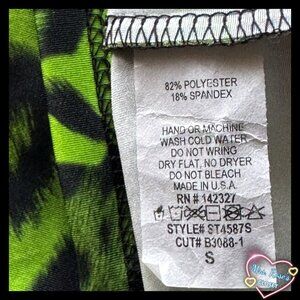 82% POLYESTER
18% SPANDEX
HAND OR MACHINE
WASH COLD WATER
DO NOT WRING
DRY FLAT, NO DRYER
DO NOT BLEACH
MADE IN U.S.A.
RN # 142327
STYLE# ST4587S
CUT# B3088-1
S